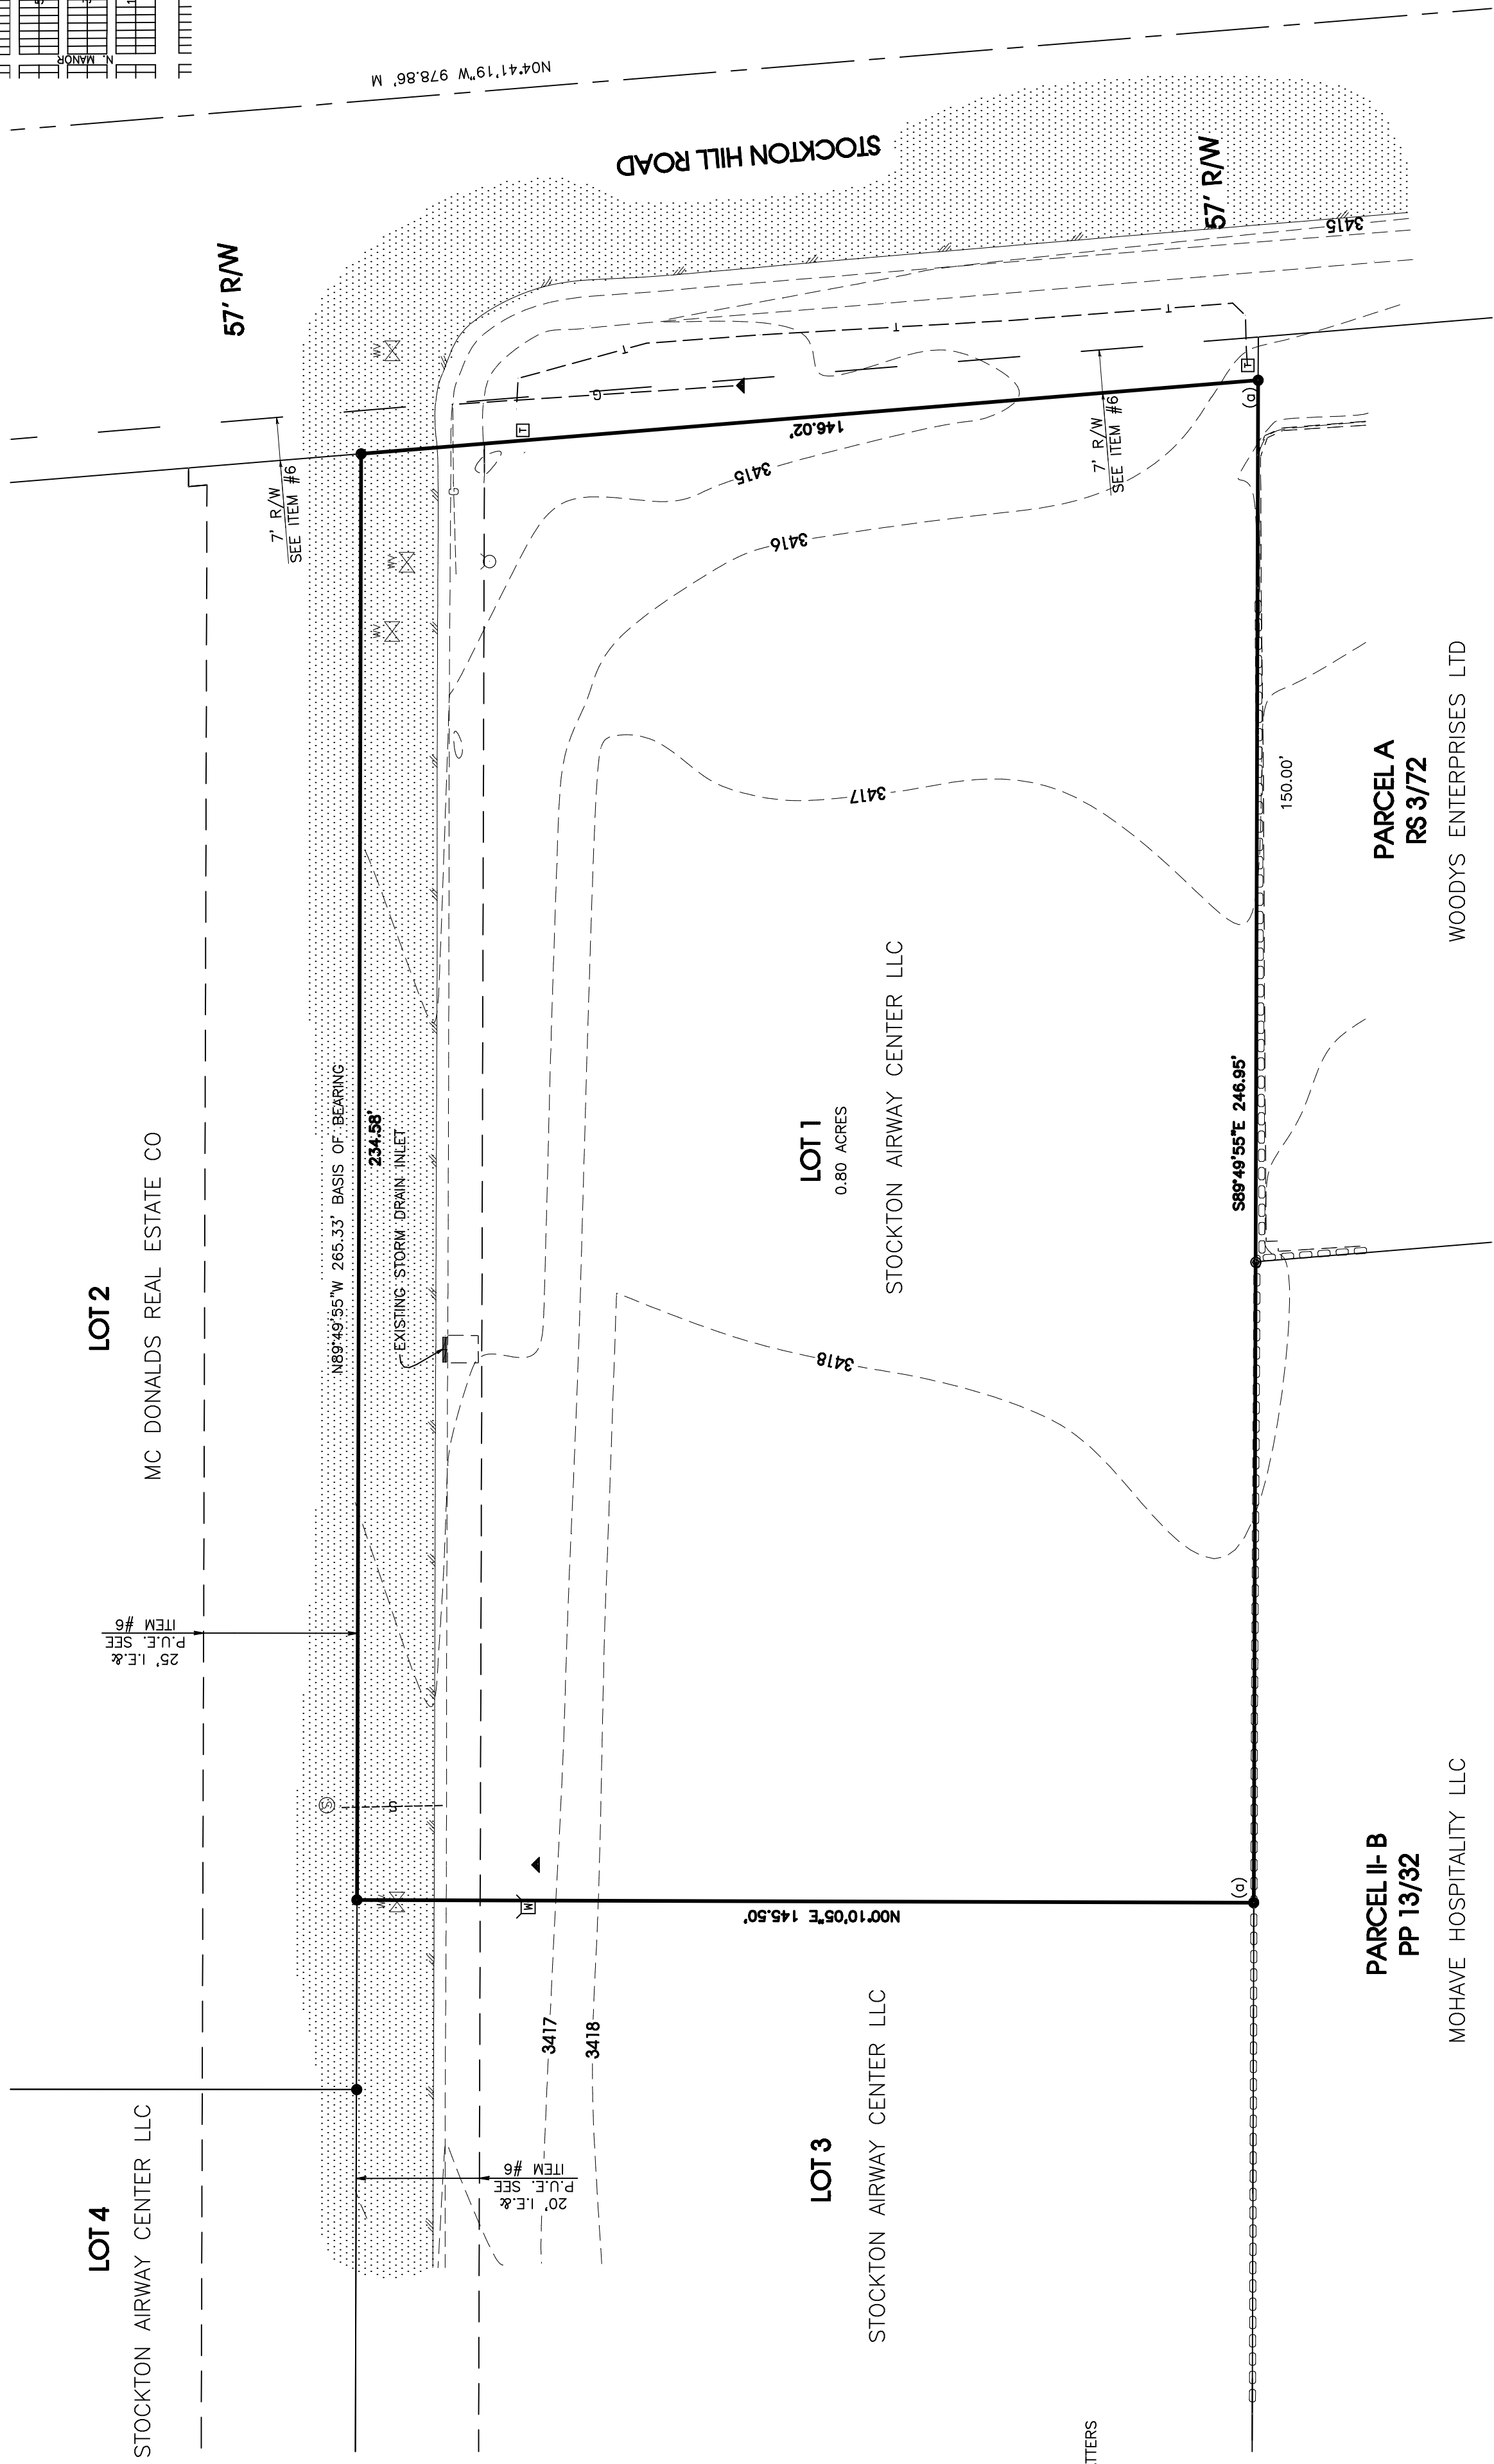 N. MANOR
N04°41'19"W 978.86' M
STOCKTON HILL ROAD
57' R/W
57' R/W
3415
7' R/W
SEE ITEM #6
7' R/W
SEE ITEM #6
WV
WV
WV
T
T
T
T
T
G
G
146.02'
(a)
3415
3416
3417
3418
LOT 2
MC DONALDS REAL ESTATE CO
N89°49'55"W 265.33' BASIS OF BEARING
234.58'
EXISTING STORM DRAIN INLET
LOT 1
0.80 ACRES
STOCKTON AIRWAY CENTER LLC
S89°49'55"E 246.95'
150.00'
PARCEL A
RS 3/72
WOODYS ENTERPRISES LTD
25' I.E.&
P.U.E. SEE
ITEM #6
S
S
W
N00°10'05"E 145.50'
(a)
3417
3418
20' I.E.&
P.U.E. SEE
ITEM #6
LOT 4
STOCKTON AIRWAY CENTER LLC
LOT 3
STOCKTON AIRWAY CENTER LLC
PARCEL II-B
PP 13/32
MOHAVE HOSPITALITY LLC
TTERS